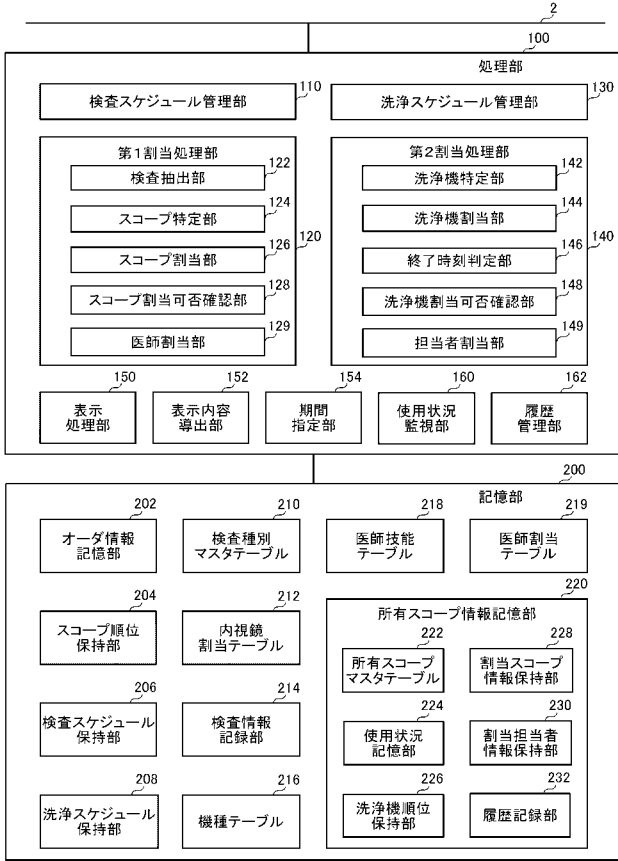 2
100
処理部
検査スケジュール管理部
110
洗浄スケジュール管理部
130
第1割当処理部
120
検査抽出部
122
スコープ特定部
124
スコープ割当部
126
スコープ割当可否確認部
128
医師割当部
129
第2割当処理部
140
洗浄機特定部
142
洗浄機割当部
144
終了時刻判定部
146
洗浄機割当可否確認部
148
担当者割当部
149
150
表示
処理部
152
表示内容
導出部
154
期間
指定部
160
使用状況
監視部
162
履歴
管理部
200
記憶部
202
オーダ情報
記憶部
210
検査種別
マスタテーブル
218
医師技能
テーブル
219
医師割当
テーブル
204
スコープ順位
保持部
212
内視鏡
割当テーブル
206
検査スケジュール
保持部
214
検査情報
記録部
208
洗浄スケジュール
保持部
216
機種テーブル
220
所有スコープ情報記憶部
222
所有スコープ
マスタテーブル
228
割当スコープ
情報保持部
224
使用状況
記憶部
230
割当担当者
情報保持部
226
洗浄機順位
保持部
232
履歴記録部